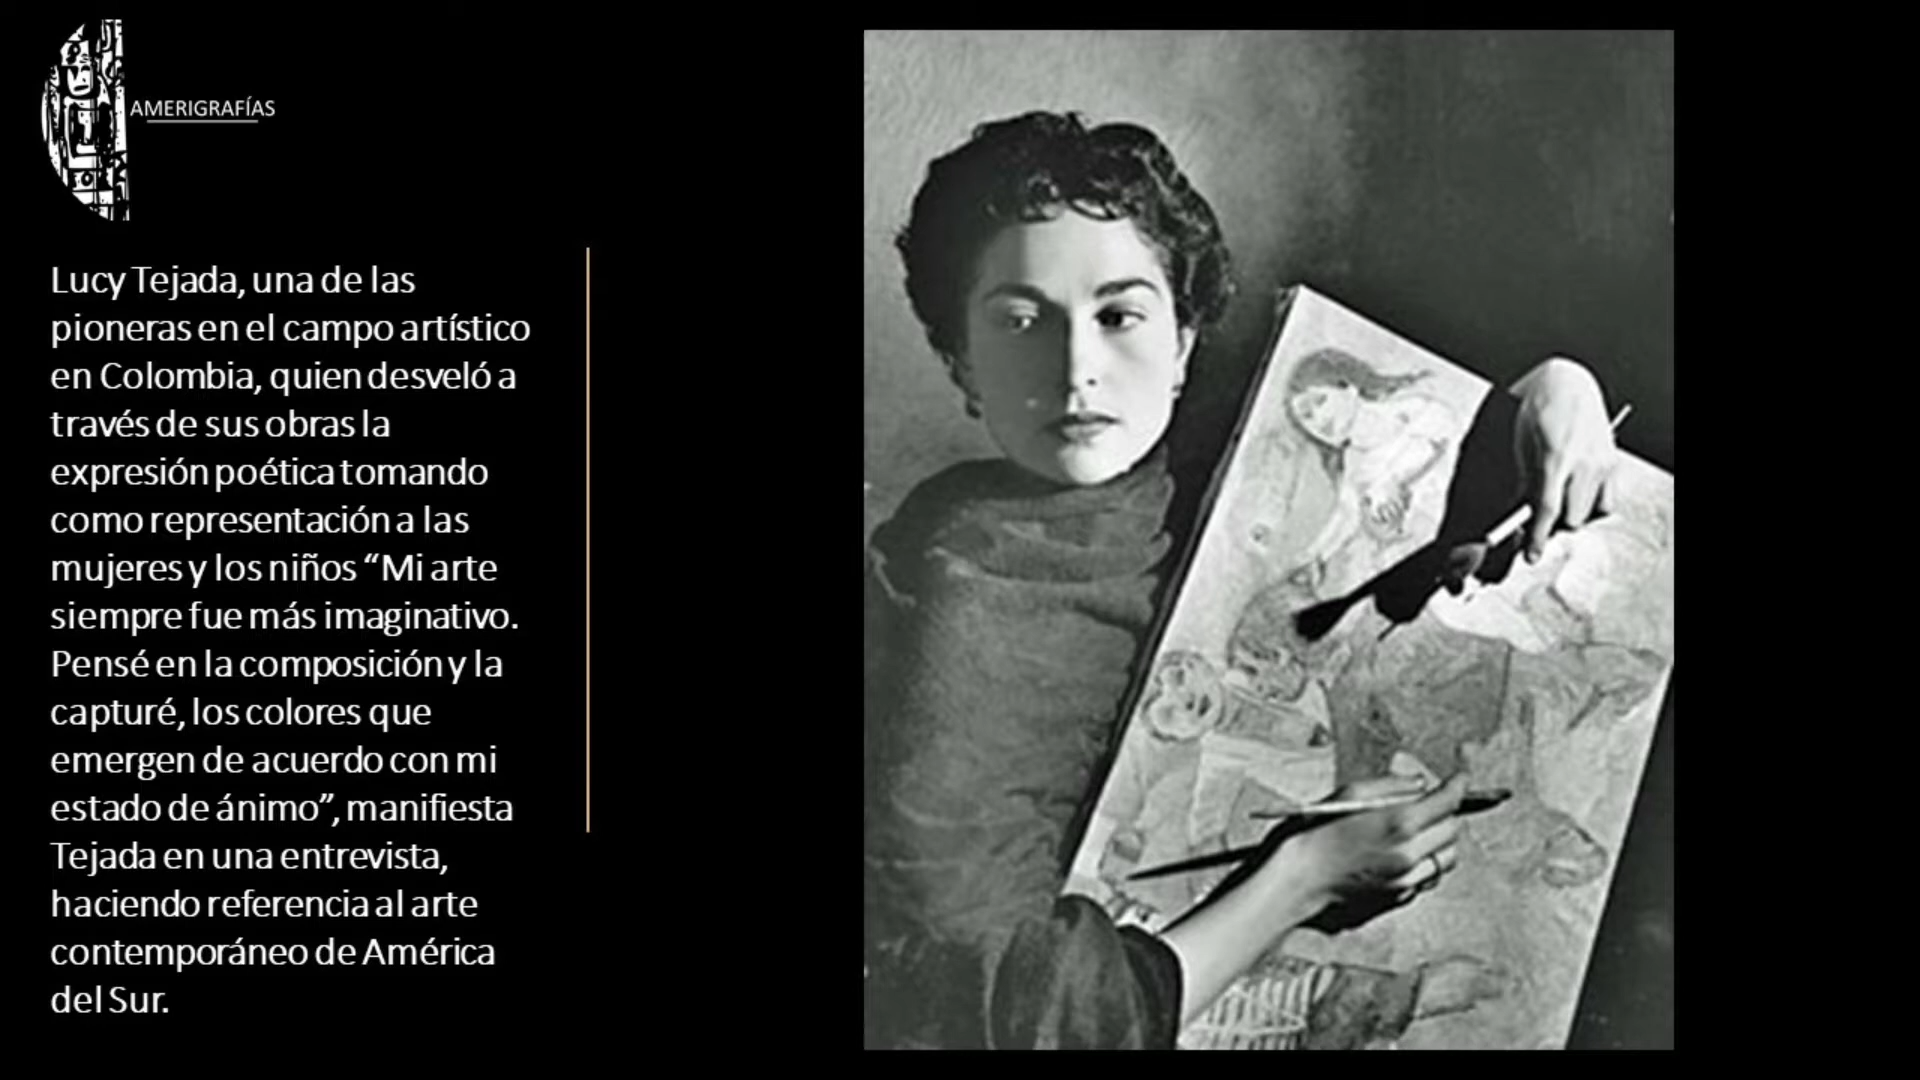 AMERIGRAFÍAS
Lucy Tejada, una de las
pioneras en el campo artístico
en Colombia, quien desveló a
través de sus obras la
expresión poética tomando
como representación a las
mujeres y los niños “Mi arte
siempre fue más imaginativo.
Pensé en la composición y la
capturé, los colores que
emergen de acuerdo con mi
estado de ánimo”, manifiesta
Tejada en una entrevista,
haciendo referencia al arte
contemporáneo de América
del Sur.